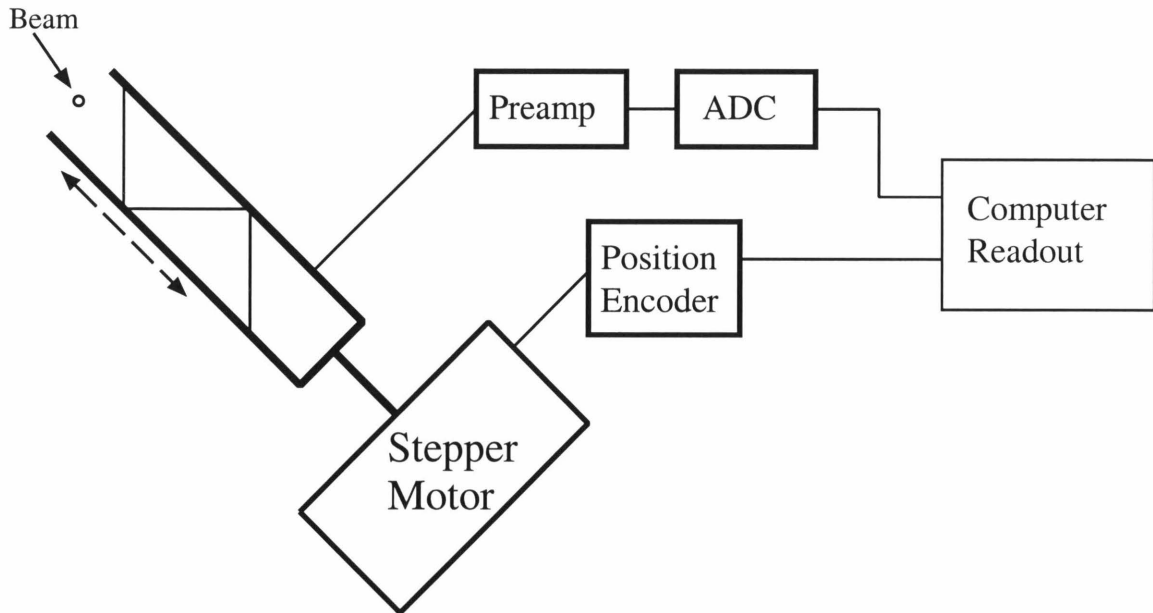 Beam
Preamp
ADC
Computer
Readout
Position
Encoder
Stepper
Motor